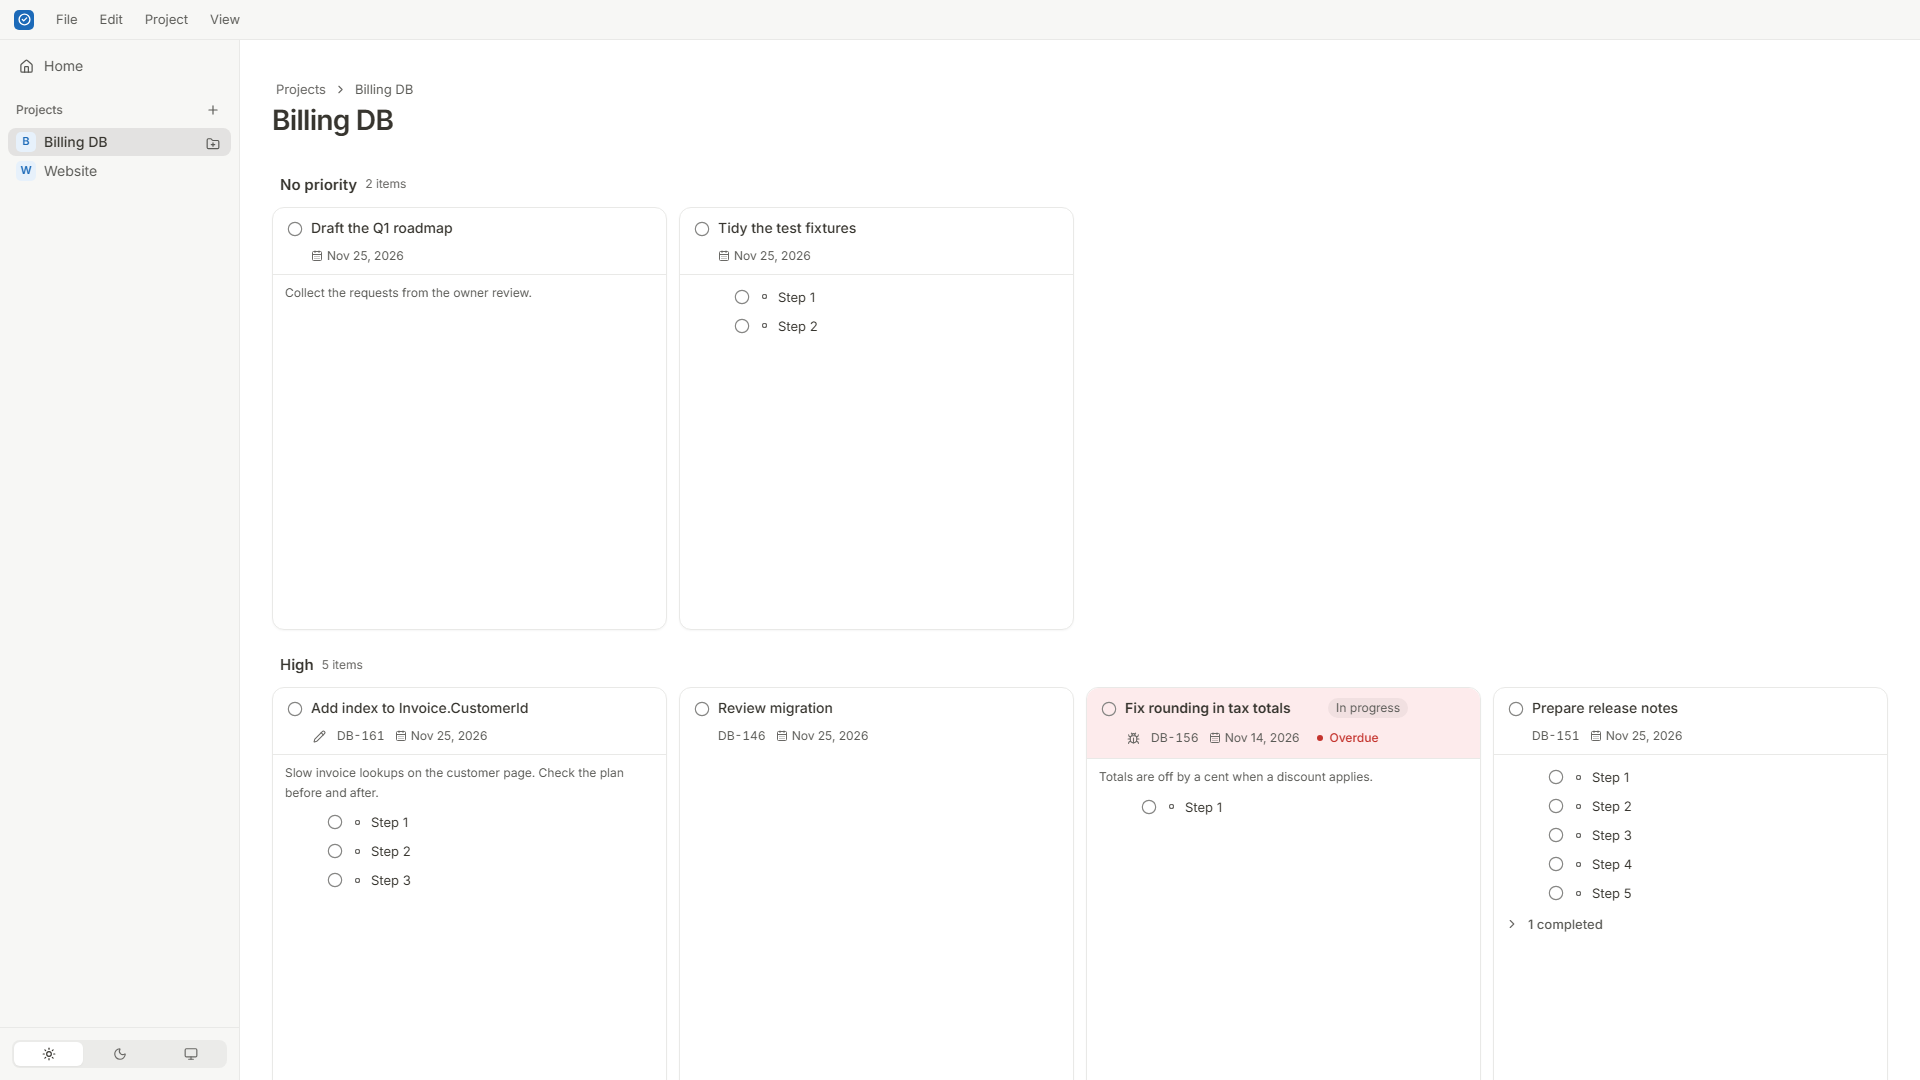 File Edit Project View
Home
Projects
B Billing DB
W Website
Projects > Billing DB
Billing DB
No priority 2 items
Draft the Q1 roadmap
Nov 25, 2026
Collect the requests from the owner review.
Tidy the test fixtures
Nov 25, 2026
Step 1
Step 2
High 5 items
Add index to Invoice.CustomerId
DB-161 Nov 25, 2026
Slow invoice lookups on the customer page. Check the plan
before and after.
Step 1
Step 2
Step 3
Review migration
DB-146 Nov 25, 2026
Fix rounding in tax totals In progress
DB-156 Nov 14, 2026 Overdue
Totals are off by a cent when a discount applies.
Step 1
Prepare release notes
DB-151 Nov 25, 2026
Step 1
Step 2
Step 3
Step 4
Step 5
1 completed